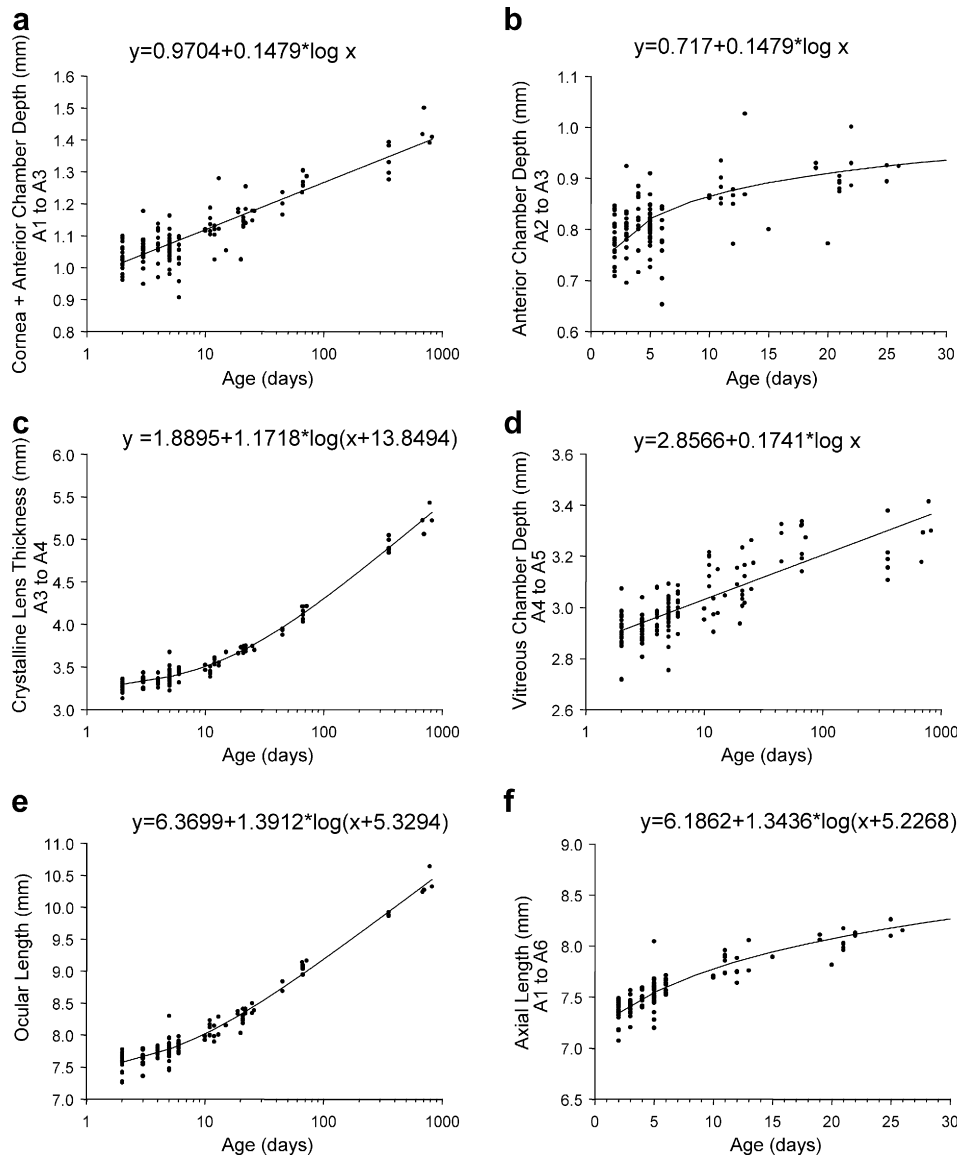 a
y=0.9704+0.1479*log x
Cornea + Anterior Chamber Depth (mm)
A1 to A3
1.6
1.5
1.4
1.3
1.2
1.1
1.0
0.9
0.8
1 10 100 1000
Age (days)
b
y=0.717+0.1479*log x
Anterior Chamber Depth (mm)
A2 to A3
1.1
1.0
0.9
0.8
0.7
0.6
0 5 10 15 20 25 30
Age (days)
c
y =1.8895+1.1718*log(x+13.8494)
Crystalline Lens Thickness (mm)
A3 to A4
6.0
5.5
5.0
4.5
4.0
3.5
3.0
1 10 100 1000
Age (days)
d
y=2.8566+0.1741*log x
Vitreous Chamber Depth (mm)
A4 to A5
3.6
3.4
3.2
3.0
2.8
2.6
1 10 100 1000
Age (days)
e
y=6.3699+1.3912*log(x+5.3294)
Ocular Length (mm)
11.0
10.5
10.0
9.5
9.0
8.5
8.0
7.5
7.0
1 10 100 1000
Age (days)
f
y=6.1862+1.3436*log(x+5.2268)
Axial Length (mm)
A1 to A6
9.0
8.5
8.0
7.5
7.0
6.5
0 5 10 15 20 25 30
Age (days)